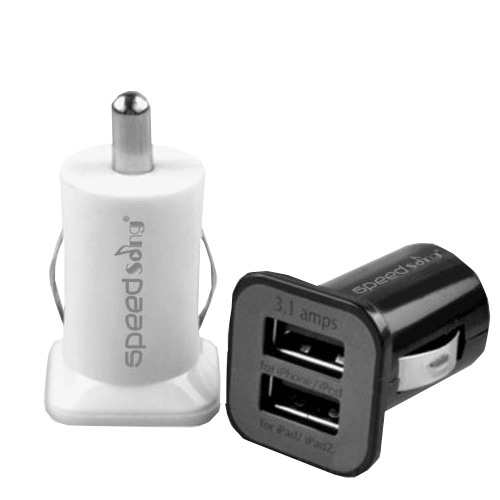 speedsong
speedsong
3.1 amps
for iPhone/iPod
for iPad/ iPad2